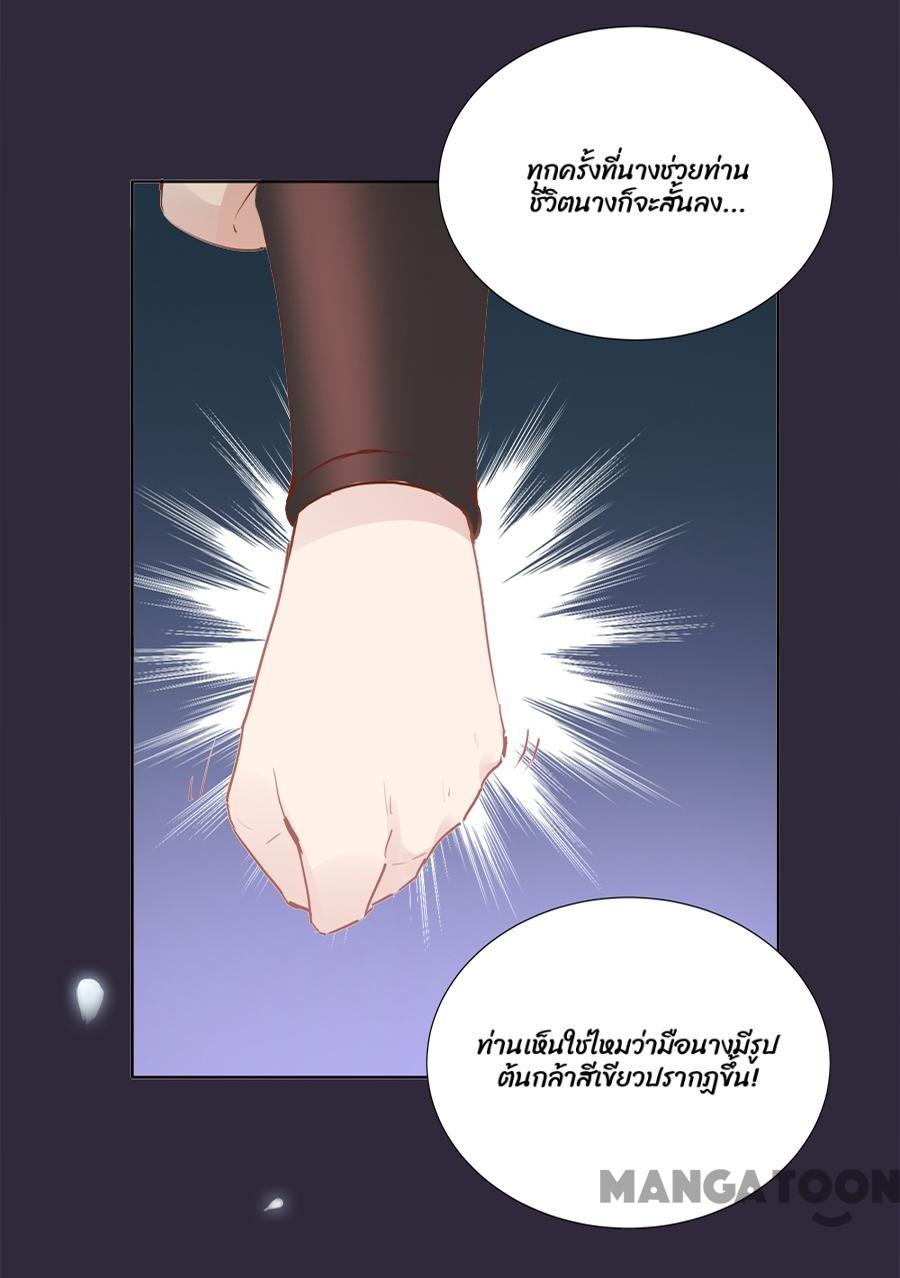 ทุกครั้งที่นางช่วยท่าน
ชีวิตนางก็จะสั้นลง...
ท่านเห็นใช่ไหมว่ามือนางมีรูป
ต้นกล้าสีเขียวปรากฏขึ้น!
MANGATOON